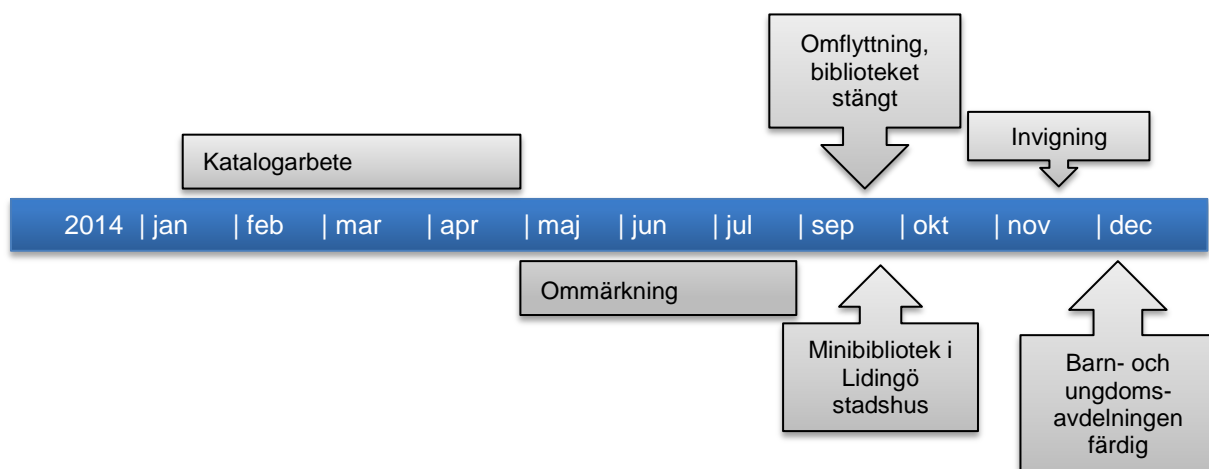 Omflyttning,
biblioteket
stängt
Invigning
Katalogarbete
2014 | jan | feb | mar | apr | maj | jun | jul | sep | okt | nov | dec
Ommärkning
Minibibliotek i
Lidingö
stadshus
Barn- och
ungdoms-
avdelningen
färdig